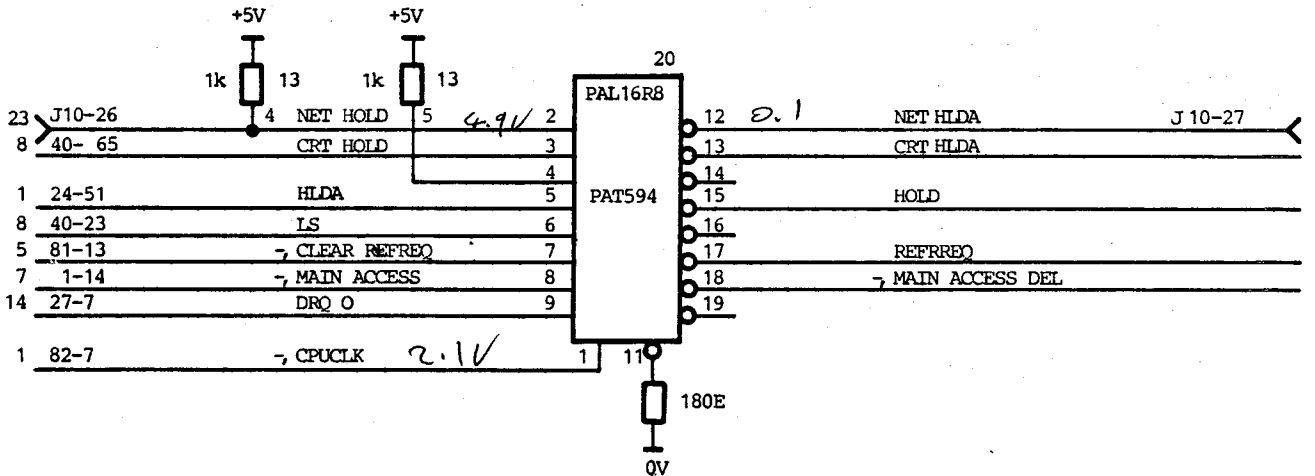 +5V +5V
20
1k 13 1k 13
PAL16R8
23 J10-26 4 NET HOLD 5 4.9V 2 12 0.1 NET HLDA J10-27
8 40-65 CRT HOLD 3 13 CRT HLDA
4 14
1 24-51 HLDA 5 PAT594 15 HOLD
8 40-23 LS 6 16
5 81-13 ¬, CLEAR REFREQ 7 17 REFRREQ
7 1-14 ¬, MAIN ACCESS 8 18 ¬, MAIN ACCESS DEL
14 27-7 DRQ O 9 19
1 82-7 ¬, CPUCLK 2.1V 1 11
180E
0V